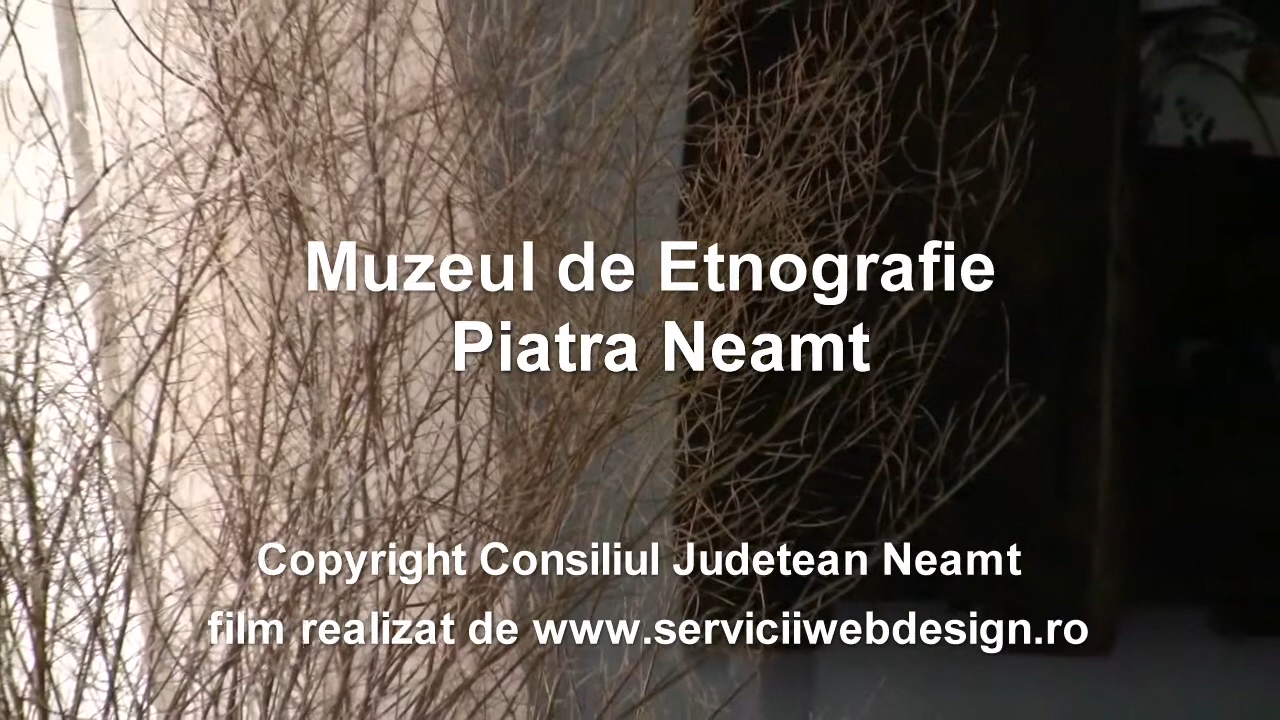 Muzeul de Etnografie
Piatra Neamt
Copyright Consiliul Judetean Neamt
film realizat de www.serviciiwebdesign.ro